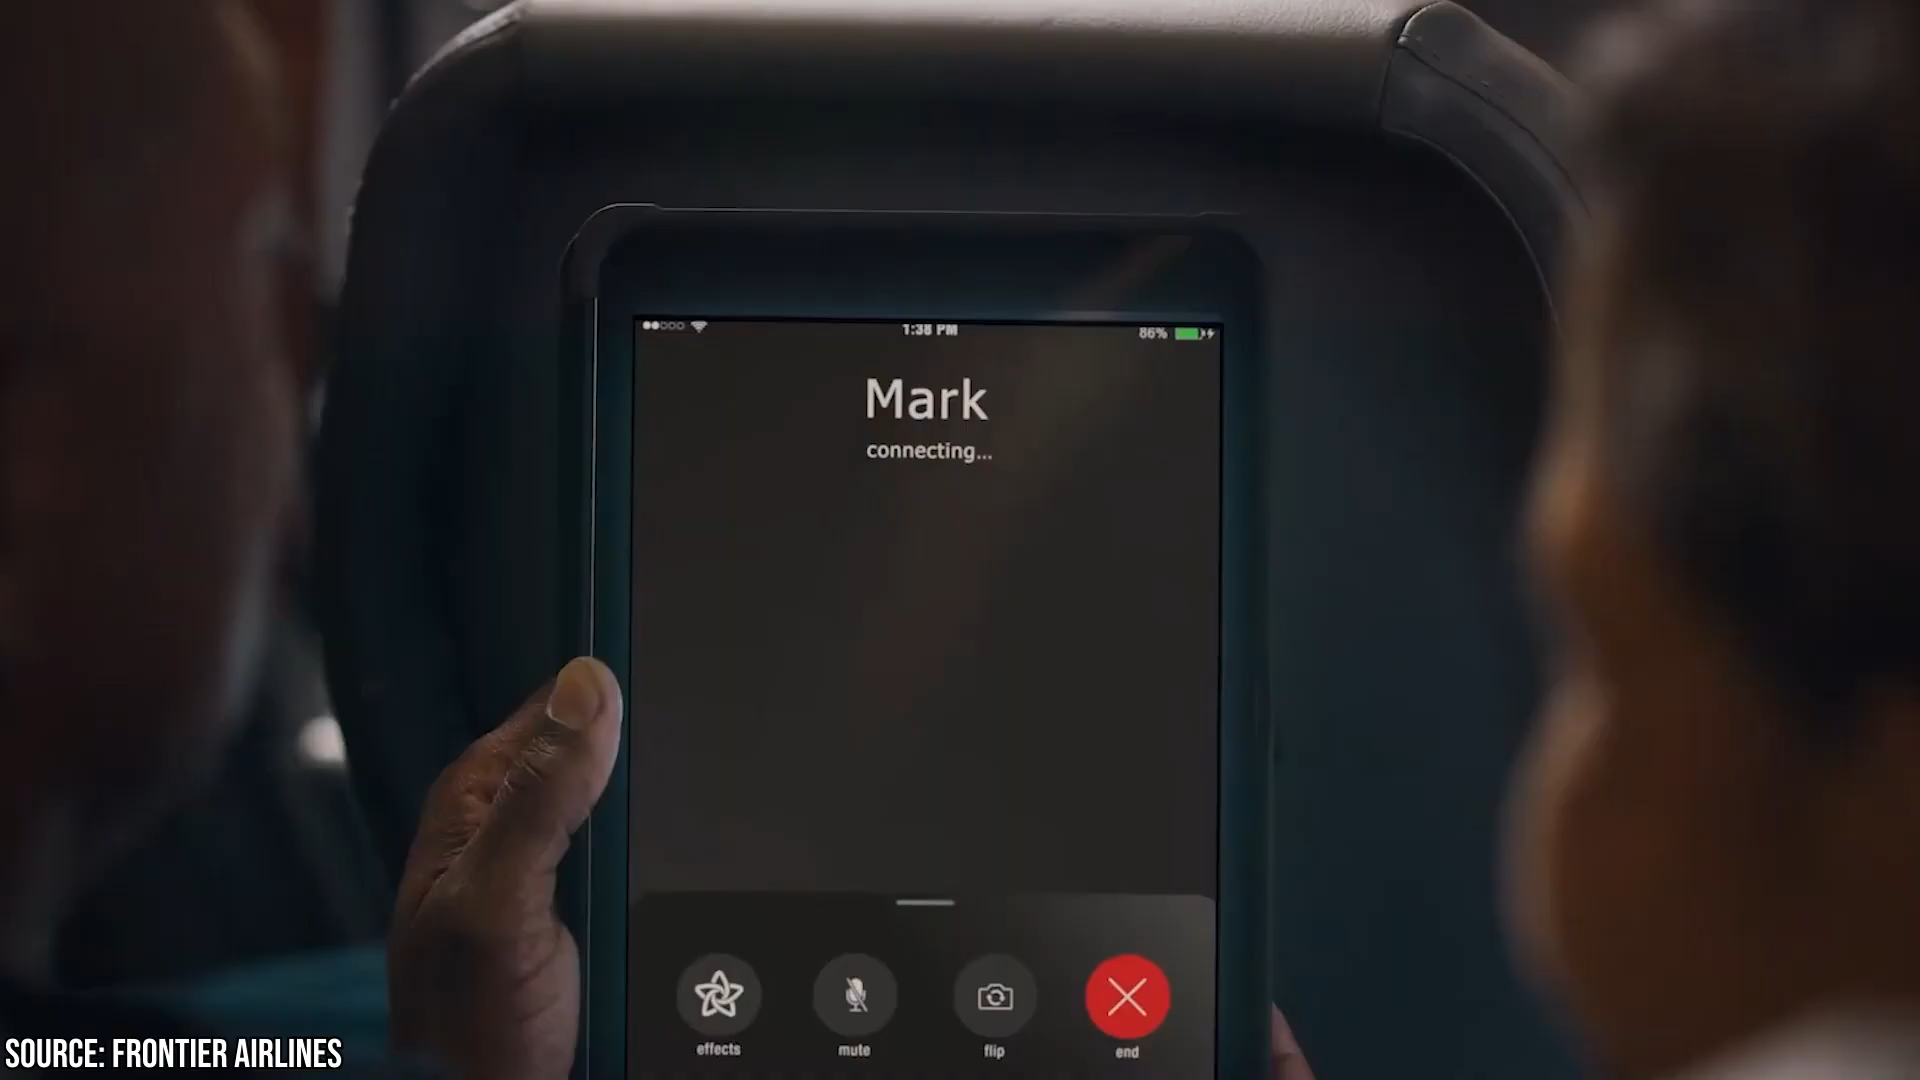 1:38 PM
86%
Mark
connecting...
effects
mute
flip
end
SOURCE: FRONTIER AIRLINES